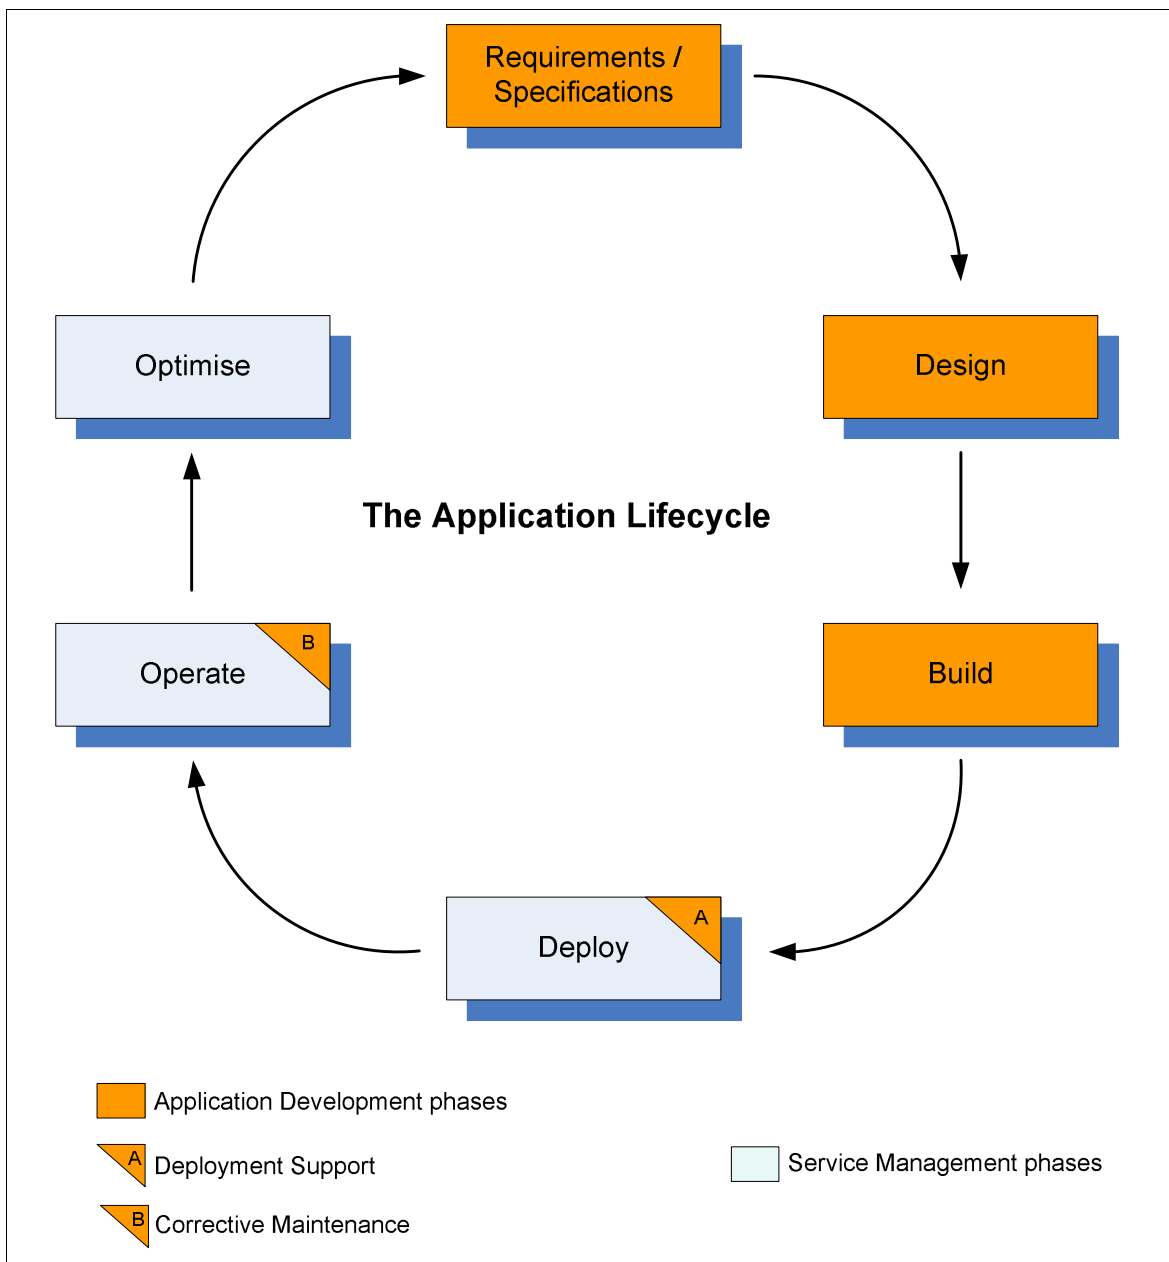 Requirements /
Specifications
Optimise
Design
The Application Lifecycle
B
Operate
Build
A
Deploy
Application Development phases
A
Deployment Support
Service Management phases
B
Corrective Maintenance